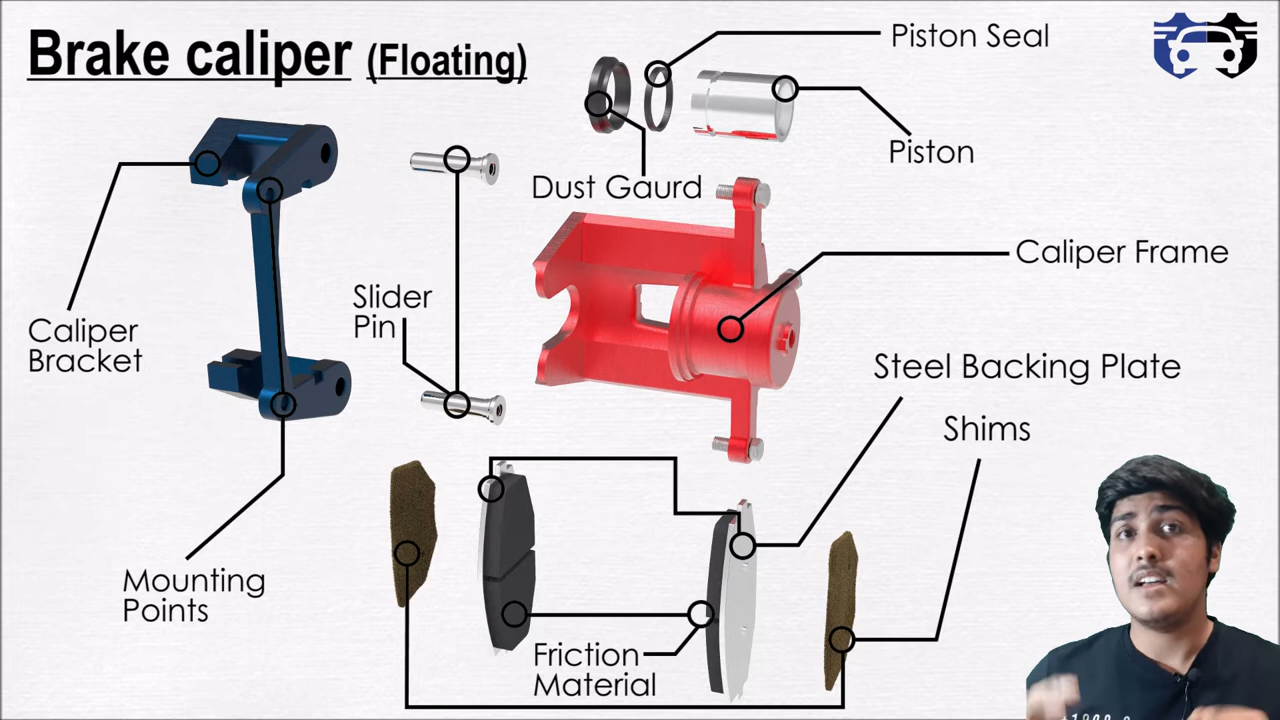 Brake caliper (Floating)
Piston Seal
Piston
Dust Gaurd
Caliper Frame
Slider
Pin
Caliper
Bracket
Steel Backing Plate
Shims
Mounting
Points
Friction
Material